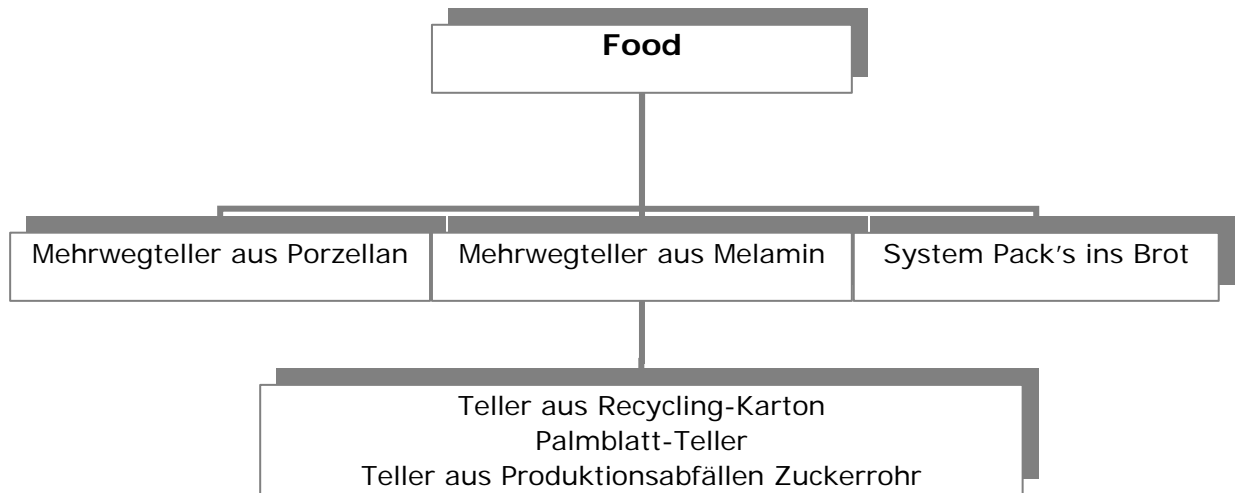 Food
Mehrwegteller aus Porzellan
Mehrwegteller aus Melamin
System Pack's ins Brot
Teller aus Recycling-Karton
Palmblatt-Teller
Teller aus Produktionsabfällen Zuckerrohr